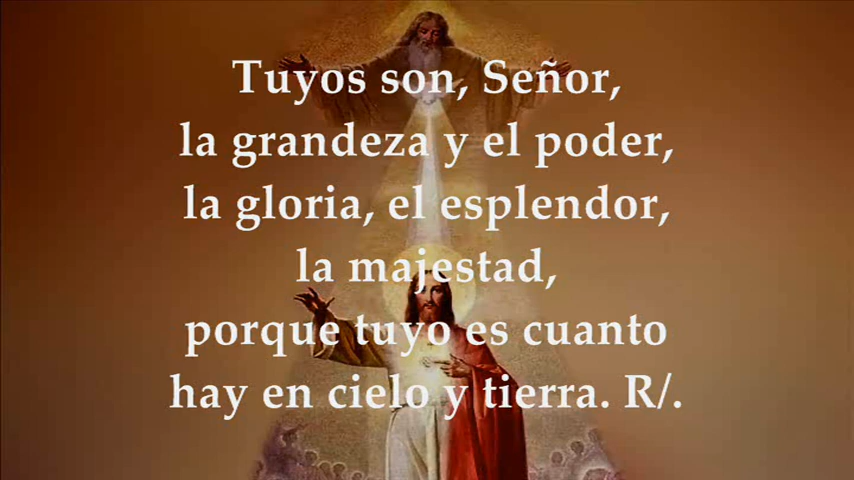 Tuyos son, Señor,
la grandeza y el poder,
la gloria, el esplendor,
la majestad,
porque tuyo es cuanto
hay en cielo y tierra. R/.